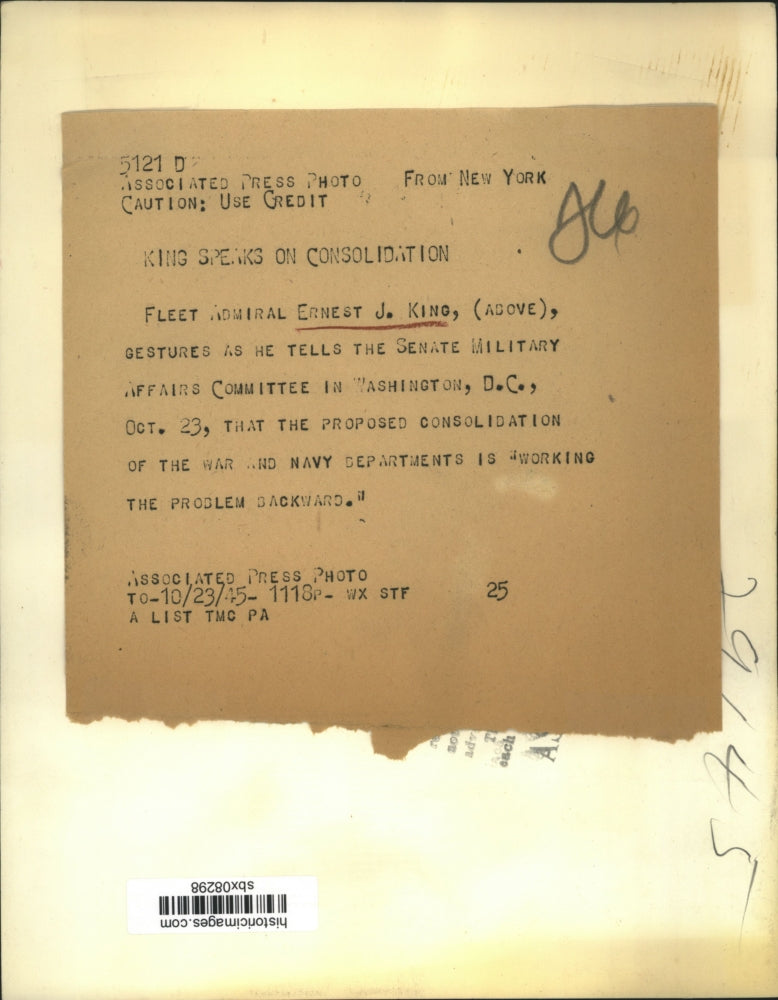 5121 D
ASSOCIATED PRESS PHOTO FROM NEW YORK
CAUTION: USE CREDIT
KING SPEAKS ON CONSOLIDATION
FLEET ADMIRAL ERNEST J. KING, (ABOVE),
GESTURES AS HE TELLS THE SENATE MILITARY
AFFAIRS COMMITTEE IN WASHINGTON, D.C.,
OCT. 23, THAT THE PROPOSED CONSOLIDATION
OF THE WAR AND NAVY DEPARTMENTS IS "WORKING
THE PROBLEM BACKWARD."
ASSOCIATED PRESS PHOTO
TO-10/23/45- 1118P- WX STF 25
A LIST TMC PA
each
historicimages.com
sbx08298